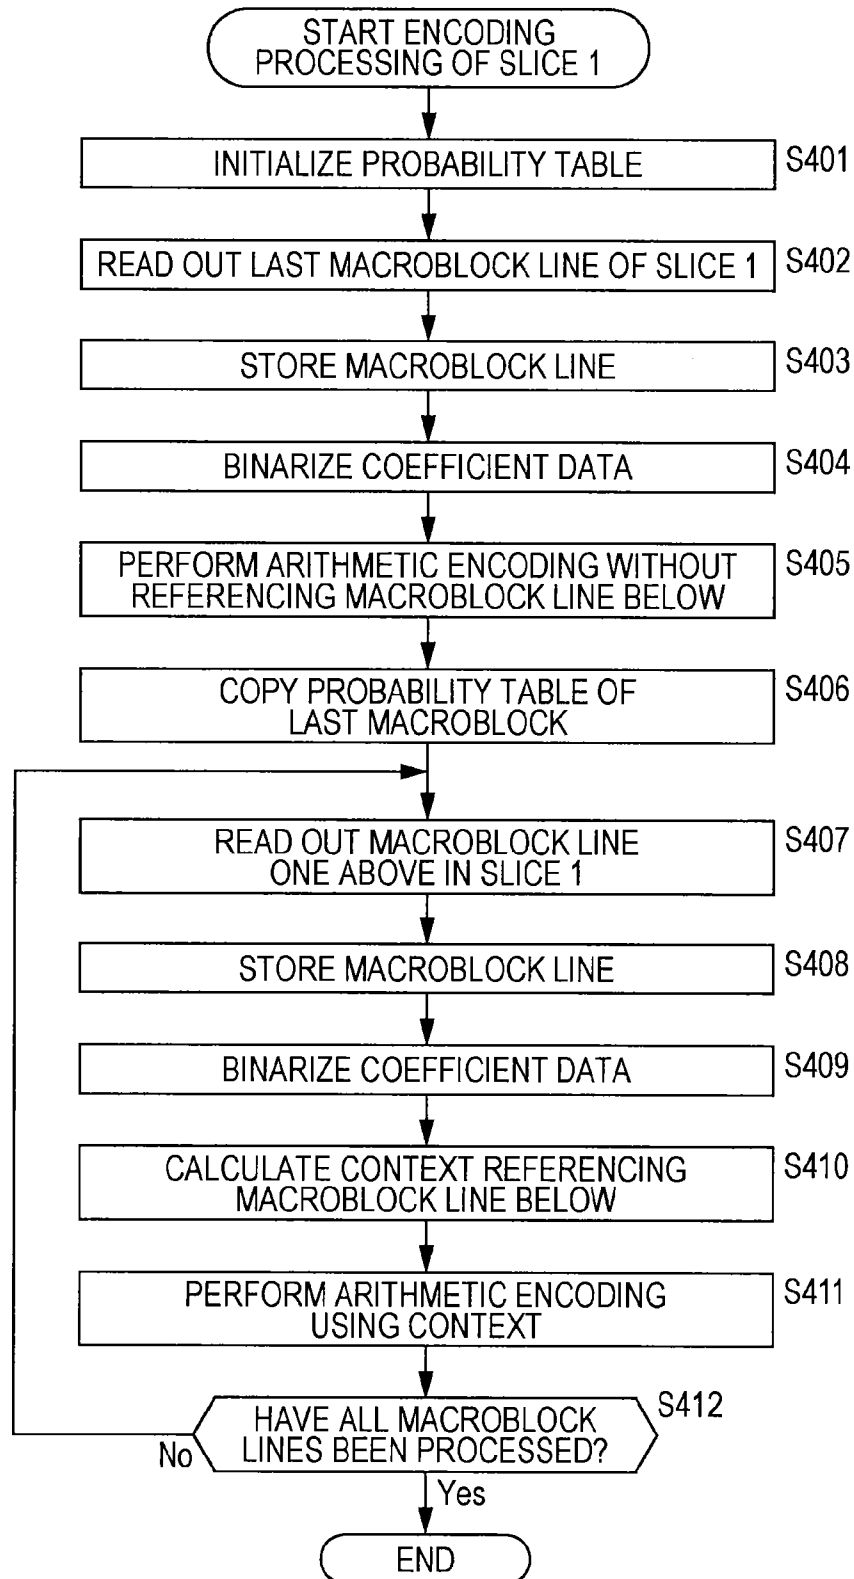 START ENCODING
PROCESSING OF SLICE 1
INITIALIZE PROBABILITY TABLE
S401
READ OUT LAST MACROBLOCK LINE OF SLICE 1
S402
STORE MACROBLOCK LINE
S403
BINARIZE COEFFICIENT DATA
S404
PERFORM ARITHMETIC ENCODING WITHOUT
REFERENCING MACROBLOCK LINE BELOW
S405
COPY PROBABILITY TABLE OF
LAST MACROBLOCK
S406
READ OUT MACROBLOCK LINE
ONE ABOVE IN SLICE 1
S407
STORE MACROBLOCK LINE
S408
BINARIZE COEFFICIENT DATA
S409
CALCULATE CONTEXT REFERENCING
MACROBLOCK LINE BELOW
S410
PERFORM ARITHMETIC ENCODING
USING CONTEXT
S411
HAVE ALL MACROBLOCK
LINES BEEN PROCESSED?
S412
No
Yes
END